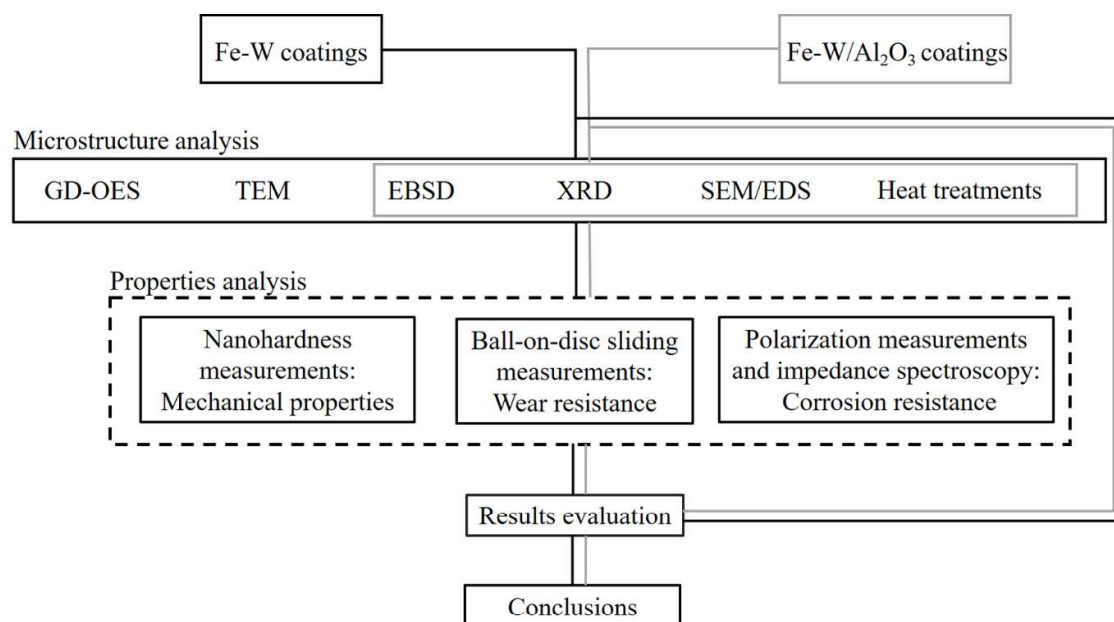 Fe-W coatings
Fe-W/Al₂O₃ coatings
Microstructure analysis
GD-OES TEM EBSD XRD SEM/EDS Heat treatments
Properties analysis
Nanohardness
measurements:
Mechanical properties
Ball-on-disc sliding
measurements:
Wear resistance
Polarization measurements
and impedance spectroscopy:
Corrosion resistance
Results evaluation
Conclusions